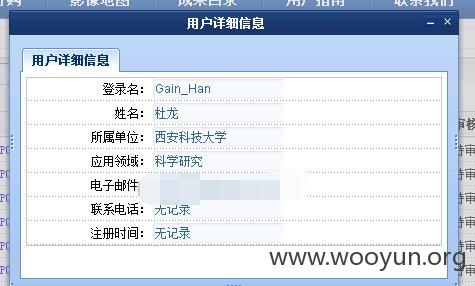 订购 影像地图 成果目录 用户指南 联系我们
用户详细信息
用户详细信息
登录名： Gain_Han
姓名： 杜龙
所属单位： 西安科技大学
应用领域： 科学研究
电子邮件
联系电话： 无记录
注册时间： 无记录
www.wooyun.org